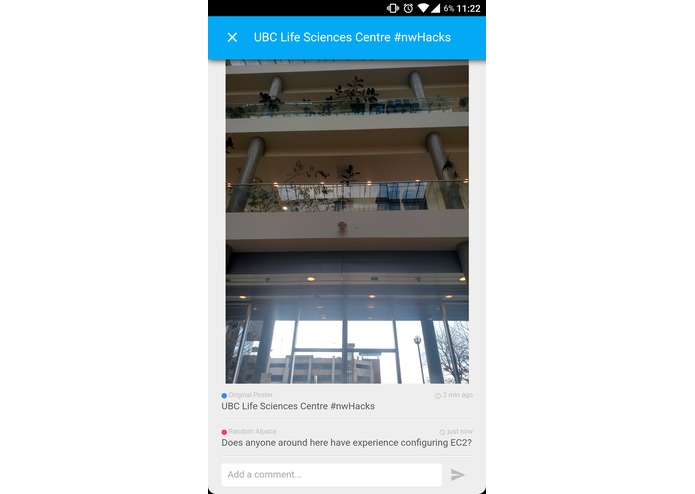 6% 11:22
UBC Life Sciences Centre #nwHacks
Original Poster 2 min ago
UBC Life Sciences Centre #nwHacks
Random Alpaca just now
Does anyone around here have experience configuring EC2?
Add a comment...